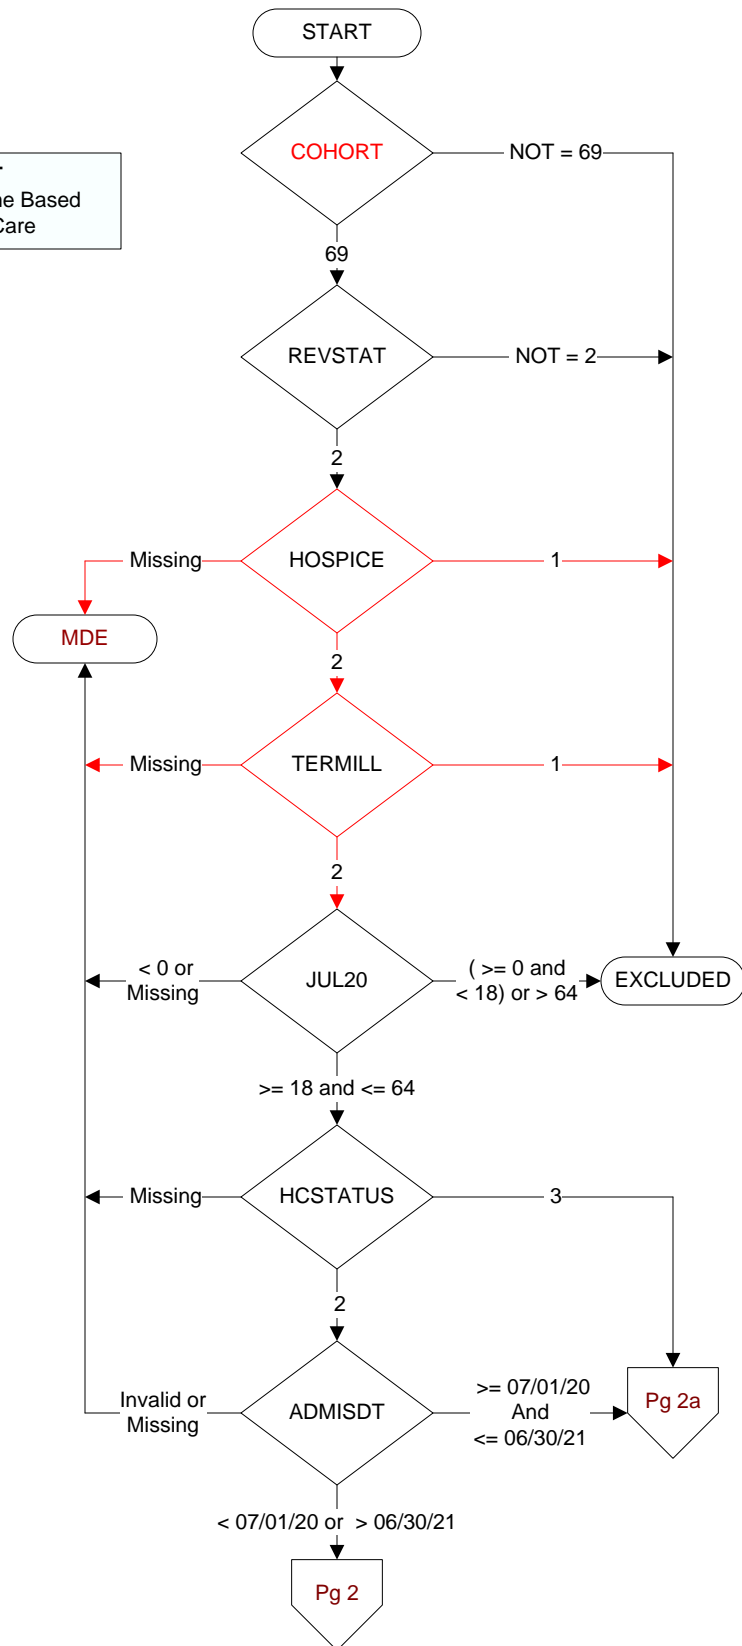 START
COHORT
NOT = 69
Based
Care
69
REVSTAT
NOT = 2
2
Missing
HOSPICE
1
MDE
2
Missing
TERMILL
1
2
< 0 or
Missing
JUL20
( >= 0 and
< 18) or > 64
EXCLUDED
>= 18 and <= 64
Missing
HCSTATUS
3
2
Invalid or
Missing
ADMISDT
>= 07/01/20
And
<= 06/30/21
Pg 2a
< 07/01/20 or > 06/30/21
Pg 2